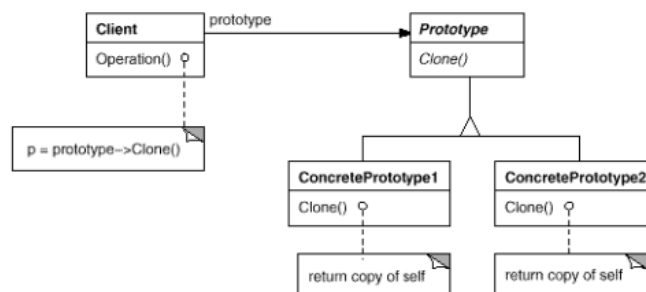 prototype
Client
Prototype
Operation()
Clone()
p = prototype->Clone()
ConcretePrototype1
ConcretePrototype2
Clone()
Clone()
return copy of self
return copy of self